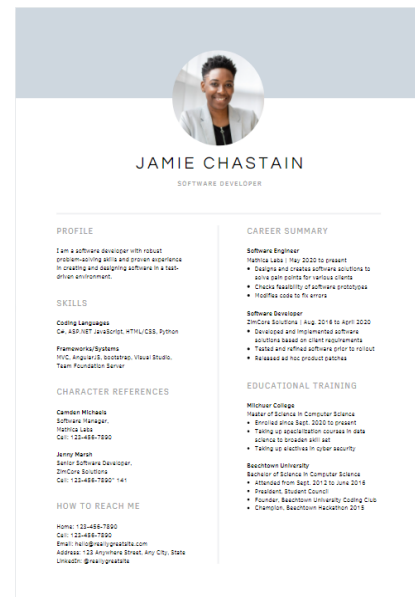 JAMIE CHASTAIN
SOFTWARE DEVELOPER
PROFILE
I am a software developer with robust
problem-solving skills and proven experience
in creating and designing software in a test-
driven environment.
SKILLS
Coding Languages
C#, ASP.NET JavaScript, HTML/CSS, Python
Frameworks/Systems
MVC, AngularJS, bootstrap, Visual Studio,
Team Foundation Server
CHARACTER REFERENCES
Camden Michaels
Software Manager,
Mathica Labs
Cell: 123-456-7890
Jenny Marsh
Senior Software Developer,
ZimCore Solutions
Cell: 123-456-7890" 141
HOW TO REACH ME
Home: 123-456-7890
Cell: 123-456-7890
Email: hello@reallygreatsite.com
Address: 123 Anywhere Street, Any City, State
LinkedIn: @reallygreatsite
CAREER SUMMARY
Software Engineer
Mathica Labs | May 2020 to present
• Designs and creates software solutions to
solve pain points for various clients
• Checks feasibility of software prototypes
• Modifies code to fix errors
Software Developer
ZimCore Solutions | Aug. 2016 to April 2020
• Developed and implemented software
solutions based on client requirements
• Tested and refined software prior to rollout
• Released ad hoc product patches
EDUCATIONAL TRAINING
Milchuer College
Master of Science in Computer Science
• Enrolled since Sept. 2020 to present
• Taking up specialization courses in data
science to broaden skill set
• Taking up electives in cyber security
Beechtown University
Bachelor of Science in Computer Science
• Attended from Sept. 2012 to June 2016
• President, Student Council
• Founder, Beechtown University Coding Club
• Champion, Beechtown Hackathon 2015